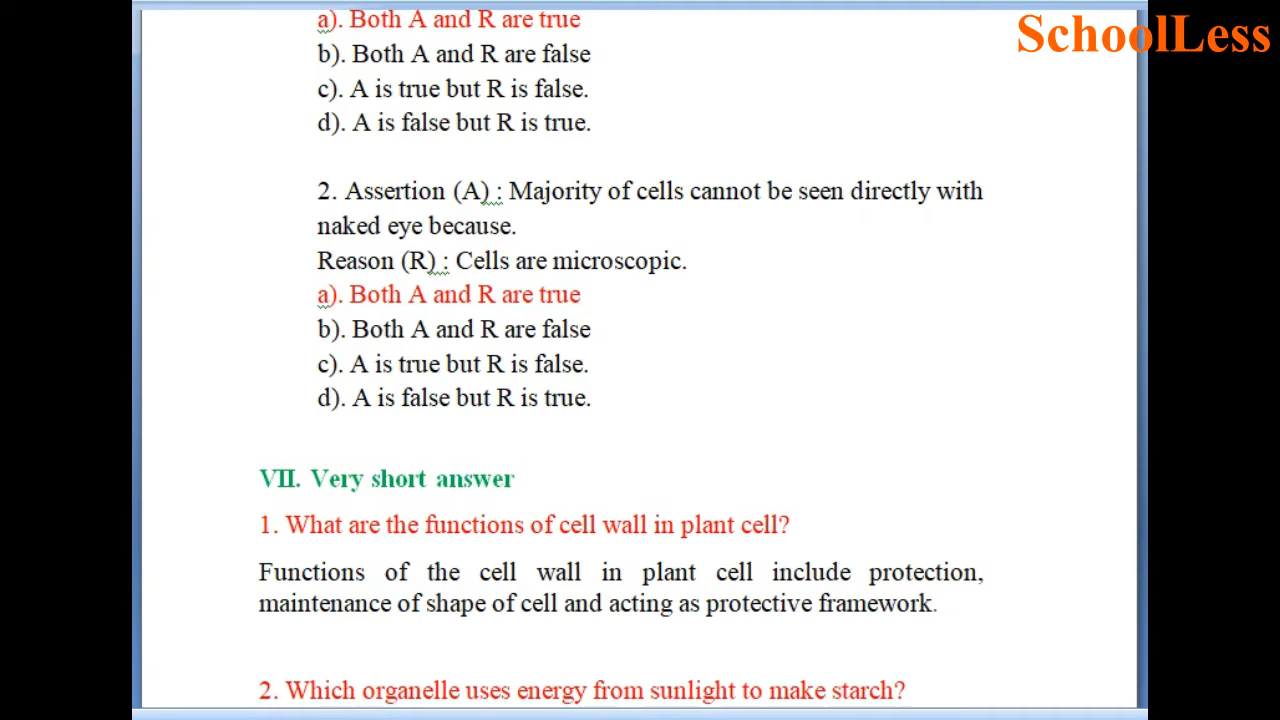 SchoolLess
a). Both A and R are true
b). Both A and R are false
c). A is true but R is false.
d). A is false but R is true.
2. Assertion (A) : Majority of cells cannot be seen directly with
naked eye because.
Reason (R) : Cells are microscopic.
a). Both A and R are true
b). Both A and R are false
c). A is true but R is false.
d). A is false but R is true.
VII. Very short answer
1. What are the functions of cell wall in plant cell?
Functions of the cell wall in plant cell include protection,
maintenance of shape of cell and acting as protective framework.
2. Which organelle uses energy from sunlight to make starch?